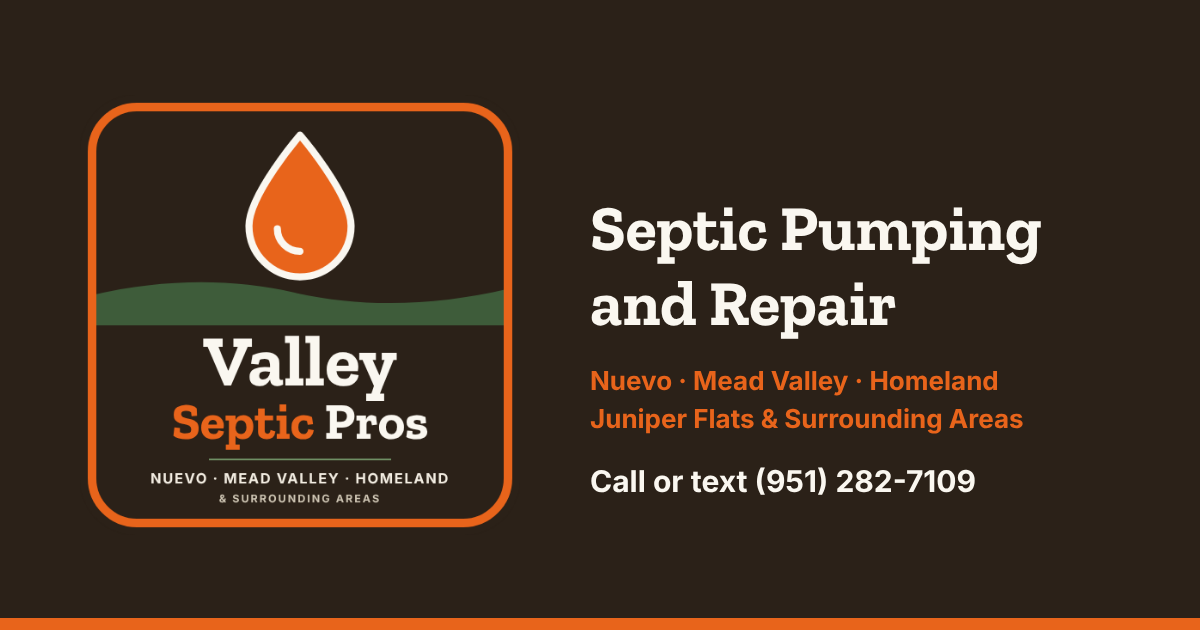 Valley
Septic Pros
NUEVO · MEAD VALLEY · HOMELAND
& SURROUNDING AREAS
Septic Pumping
and Repair
Nuevo · Mead Valley · Homeland
Juniper Flats & Surrounding Areas
Call or text (951) 282-7109